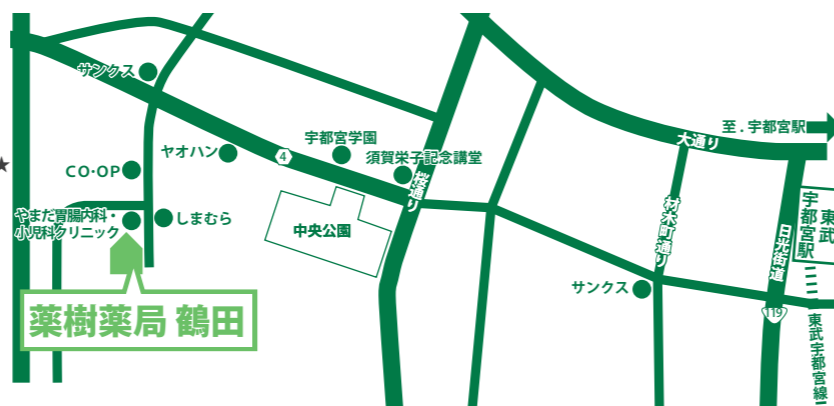 サンクス
至．宇都宮駅
大通り
宇都宮学園
ヤオハン
4
須賀栄子記念講堂
CO・OP
桜通り
材木町通り
東武
宇都宮駅
やまだ胃腸内科・
小児科クリニック
しまむら
中央公園
日光街道
サンクス
119
薬樹薬局 鶴田
東武宇都宮線